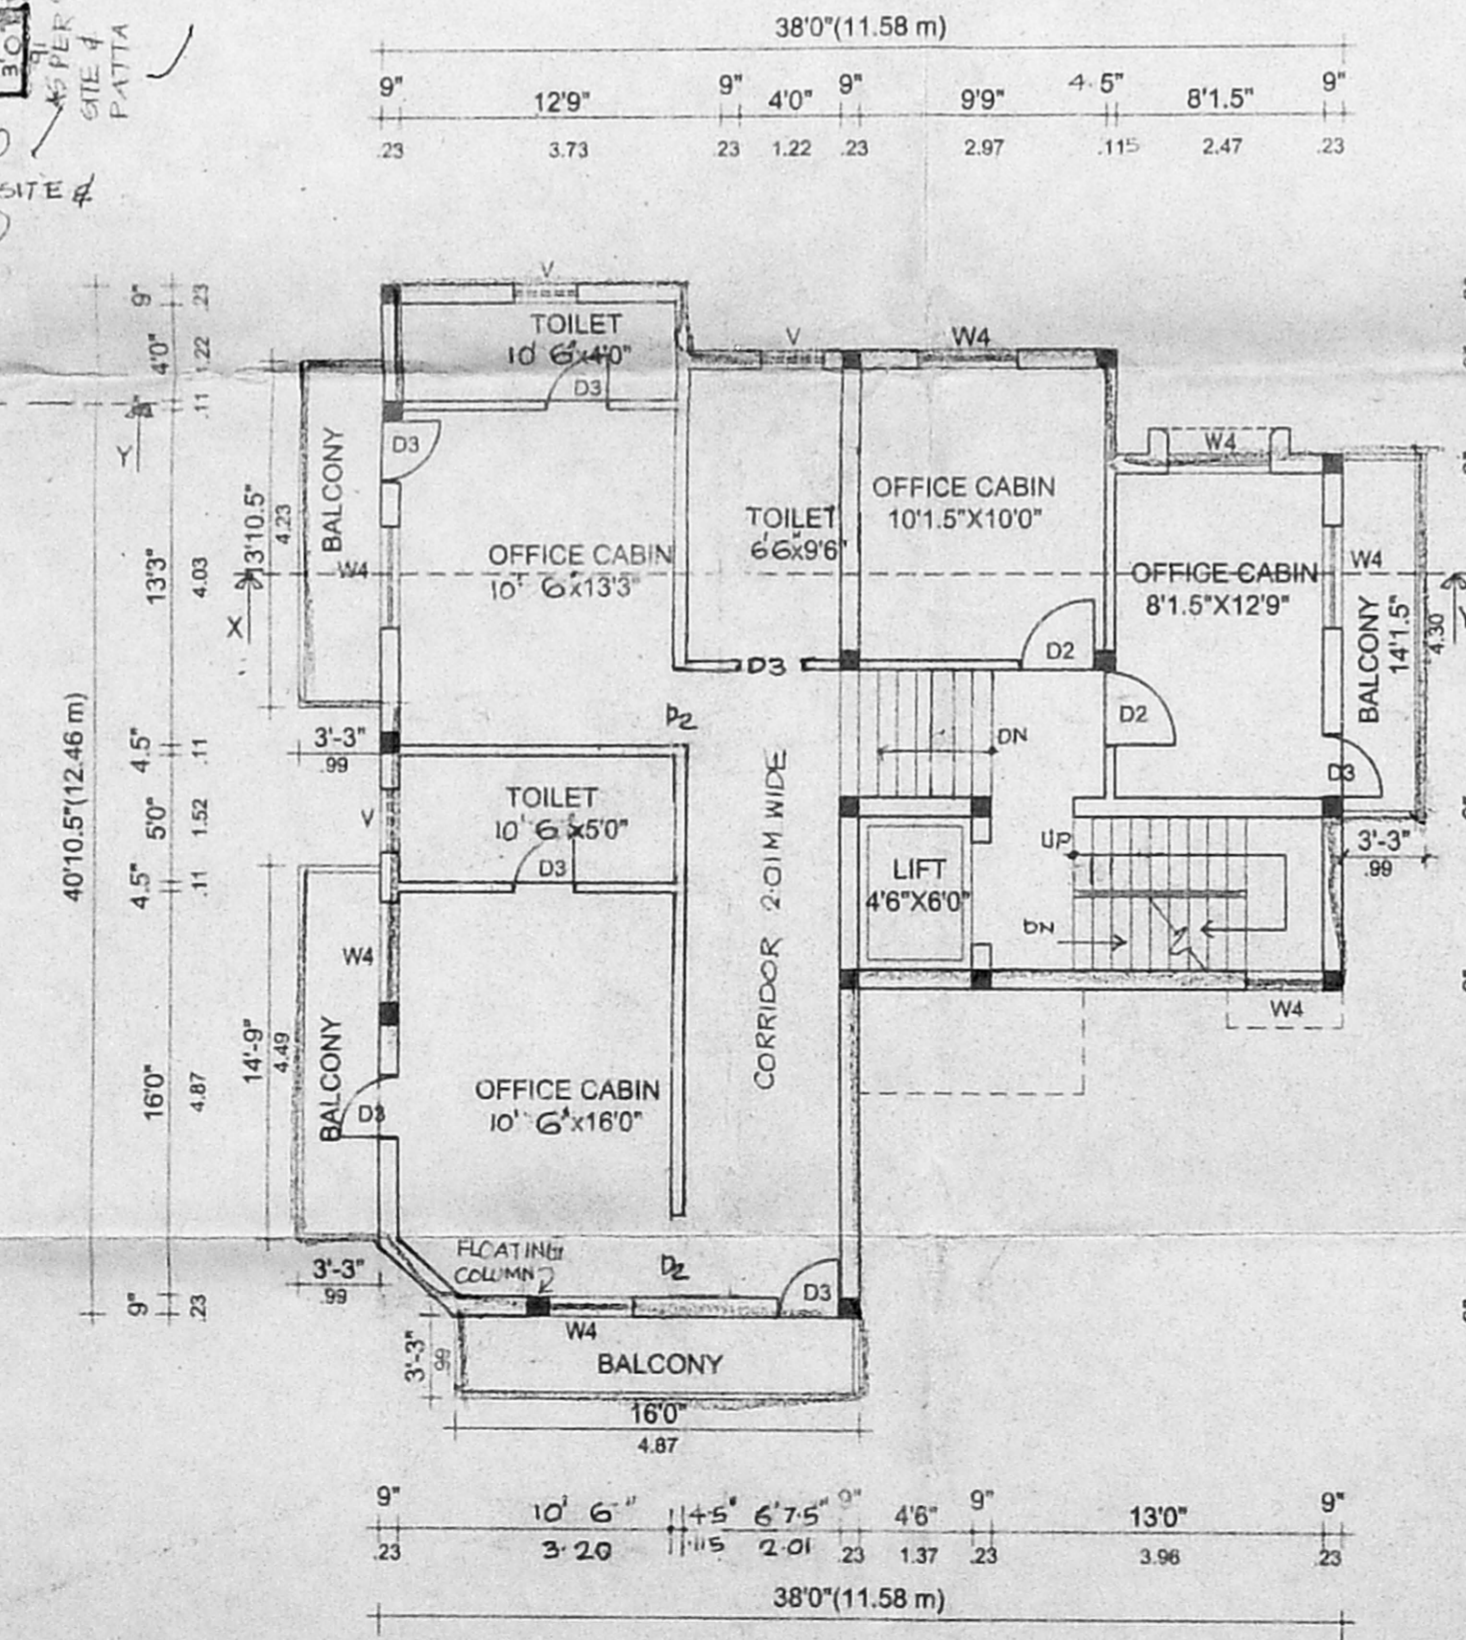 3'0"
9"
AS PER
SITE &
PATTA
SITE &
38'0"(11.58 m)
9" 12'9" 9" 4'0" 9" 9'9" 4.5" 8'1.5" 9"
.23 3.73 .23 1.22 .23 2.97 .115 2.47 .23
V
TOILET
10' 6"x4'0"
D3
V
W4
9" .23
4'0" 1.22
.11
Y
D3
BALCONY
W4
13'10.5"
4.23
X
13'3" 4.03
OFFICE CABIN
10' 6"x13'3"
TOILET
6'6"x9'6"
OFFICE CABIN
10'1.5"X10'0"
W4
OFFICE CABIN
8'1.5"X12'9"
W4
BALCONY
14'1.5"
4.30
D3
D2
D2
D2
DN
D3
40'10.5"(12.46 m)
4.5" .11
3'-3"
.99
5'0" 1.52
V
TOILET
10' 6"x5'0"
D3
4.5" .11
CORRIDOR 2.01M WIDE
LIFT
4'6"X6'0"
UP
DN
3'-3"
.99
W4
W4
14'-9"
4.49
BALCONY
D3
16'0" 4.87
OFFICE CABIN
10' 6"x16'0"
FLOATING
COLUMN
D2
D3
3'-3"
.99
9" .23
W4
3'-3"
.99
BALCONY
16'0"
4.87
9" 10' 6" 4.5" 6'7.5" 9" 4'6" 9" 13'0" 9"
.23 3.20 .115 2.01 .23 1.37 .23 3.96 .23
38'0"(11.58 m)